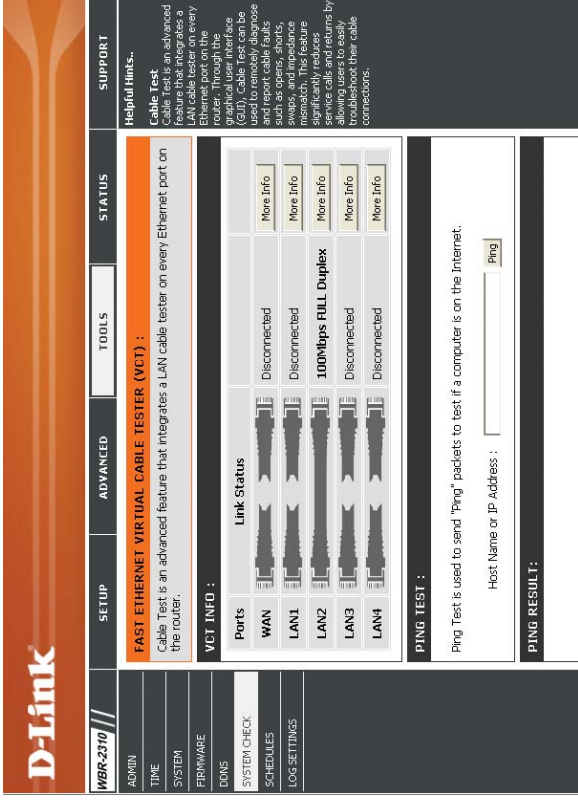 D-Link
WBR-2310
SETUP
ADVANCED
TOOLS
STATUS
SUPPORT
ADMIN
TIME
SYSTEM
FIRMWARE
DDNS
SYSTEM CHECK
SCHEDULES
LOG SETTINGS
FAST ETHERNET VIRTUAL CABLE TESTER (VCT) :
Cable Test is an advanced feature that integrates a LAN cable tester on every Ethernet port on
the router.
VCT INFO :
Ports Link Status
WAN Disconnected More Info
LAN1 Disconnected More Info
LAN2 100Mbps FULL Duplex More Info
LAN3 Disconnected More Info
LAN4 Disconnected More Info
PING TEST :
Ping Test is used to send "Ping" packets to test if a computer is on the Internet.
Host Name or IP Address : Ping
PING RESULT:
Helpful Hints..
Cable Test
Cable Test is an advanced
feature that integrates a
LAN cable tester on every
Ethernet port on the
router. Through the
graphical user interface
(GUI), Cable Test can be
used to remotely diagnose
and report cable faults
such as opens, shorts,
swaps, and impedance
mismatch. This feature
significantly reduces
service calls and returns by
allowing users to easily
troubleshoot their cable
connections.